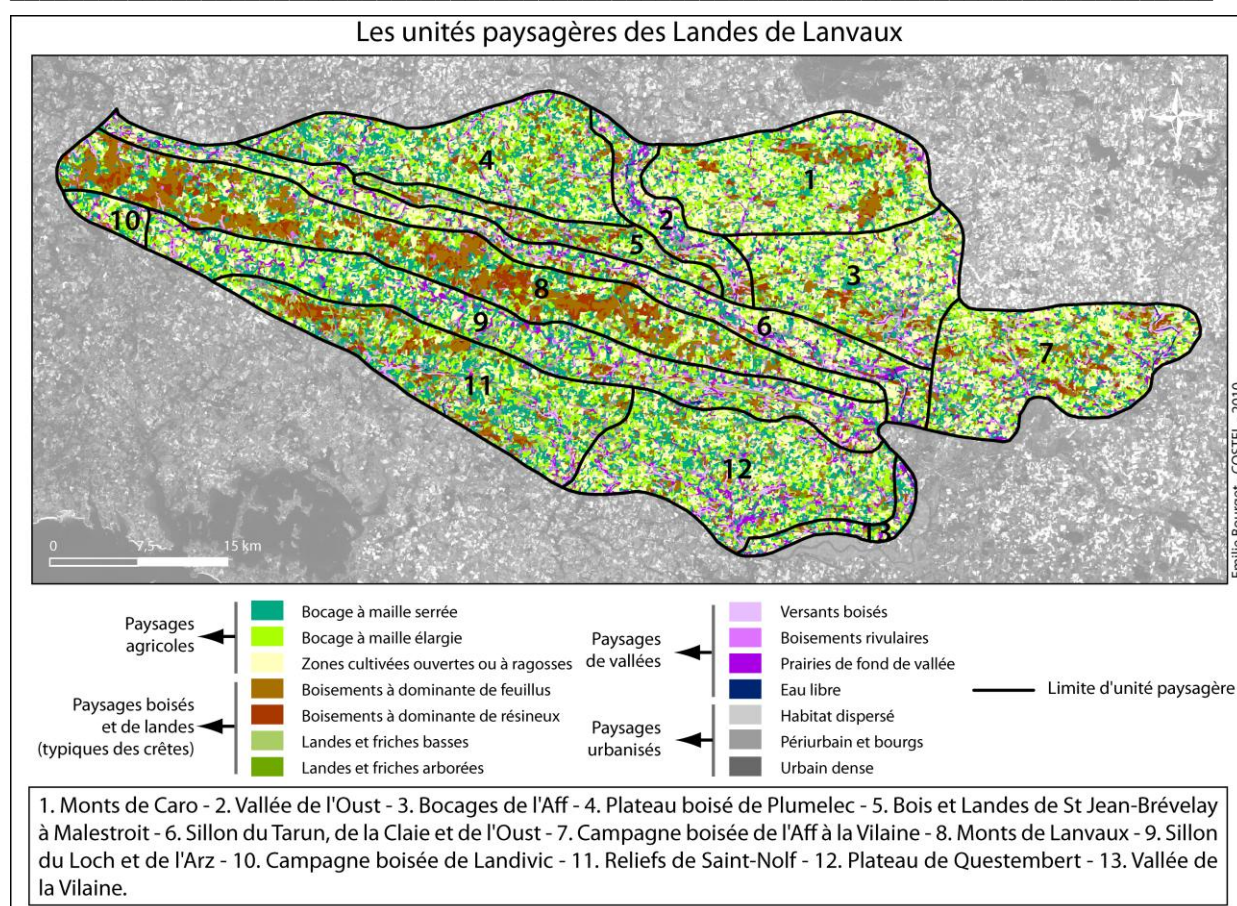 Les unités paysagères des Landes de Lanvaux
N
W
E
1
2
3
4
5
6
7
8
9
10
11
12
13
0 7,5 15 km
Emilie Bourget - COSTEL - 2010
Paysages
agricoles
Bocage à maille serrée
Bocage à maille élargie
Zones cultivées ouvertes ou à ragosses
Paysages boisés
et de landes
(typiques des crêtes)
Boisements à dominante de feuillus
Boisements à dominante de résineux
Landes et friches basses
Landes et friches arborées
Paysages
de vallées
Versants boisés
Boisements rivulaires
Prairies de fond de vallée
Eau libre
Paysages
urbanisés
Habitat dispersé
Périurbain et bourgs
Urbain dense
Limite d'unité paysagère
1. Monts de Caro - 2. Vallée de l'Oust - 3. Bocages de l'Aff - 4. Plateau boisé de Plumelec - 5. Bois et Landes de St Jean-Brévelay
à Malestroit - 6. Sillon du Tarun, de la Claie et de l'Oust - 7. Campagne boisée de l'Aff à la Vilaine - 8. Monts de Lanvaux - 9. Sillon
du Loch et de l'Arz - 10. Campagne boisée de Landivic - 11. Reliefs de Saint-Nolf - 12. Plateau de Questembert - 13. Vallée de
la Vilaine.